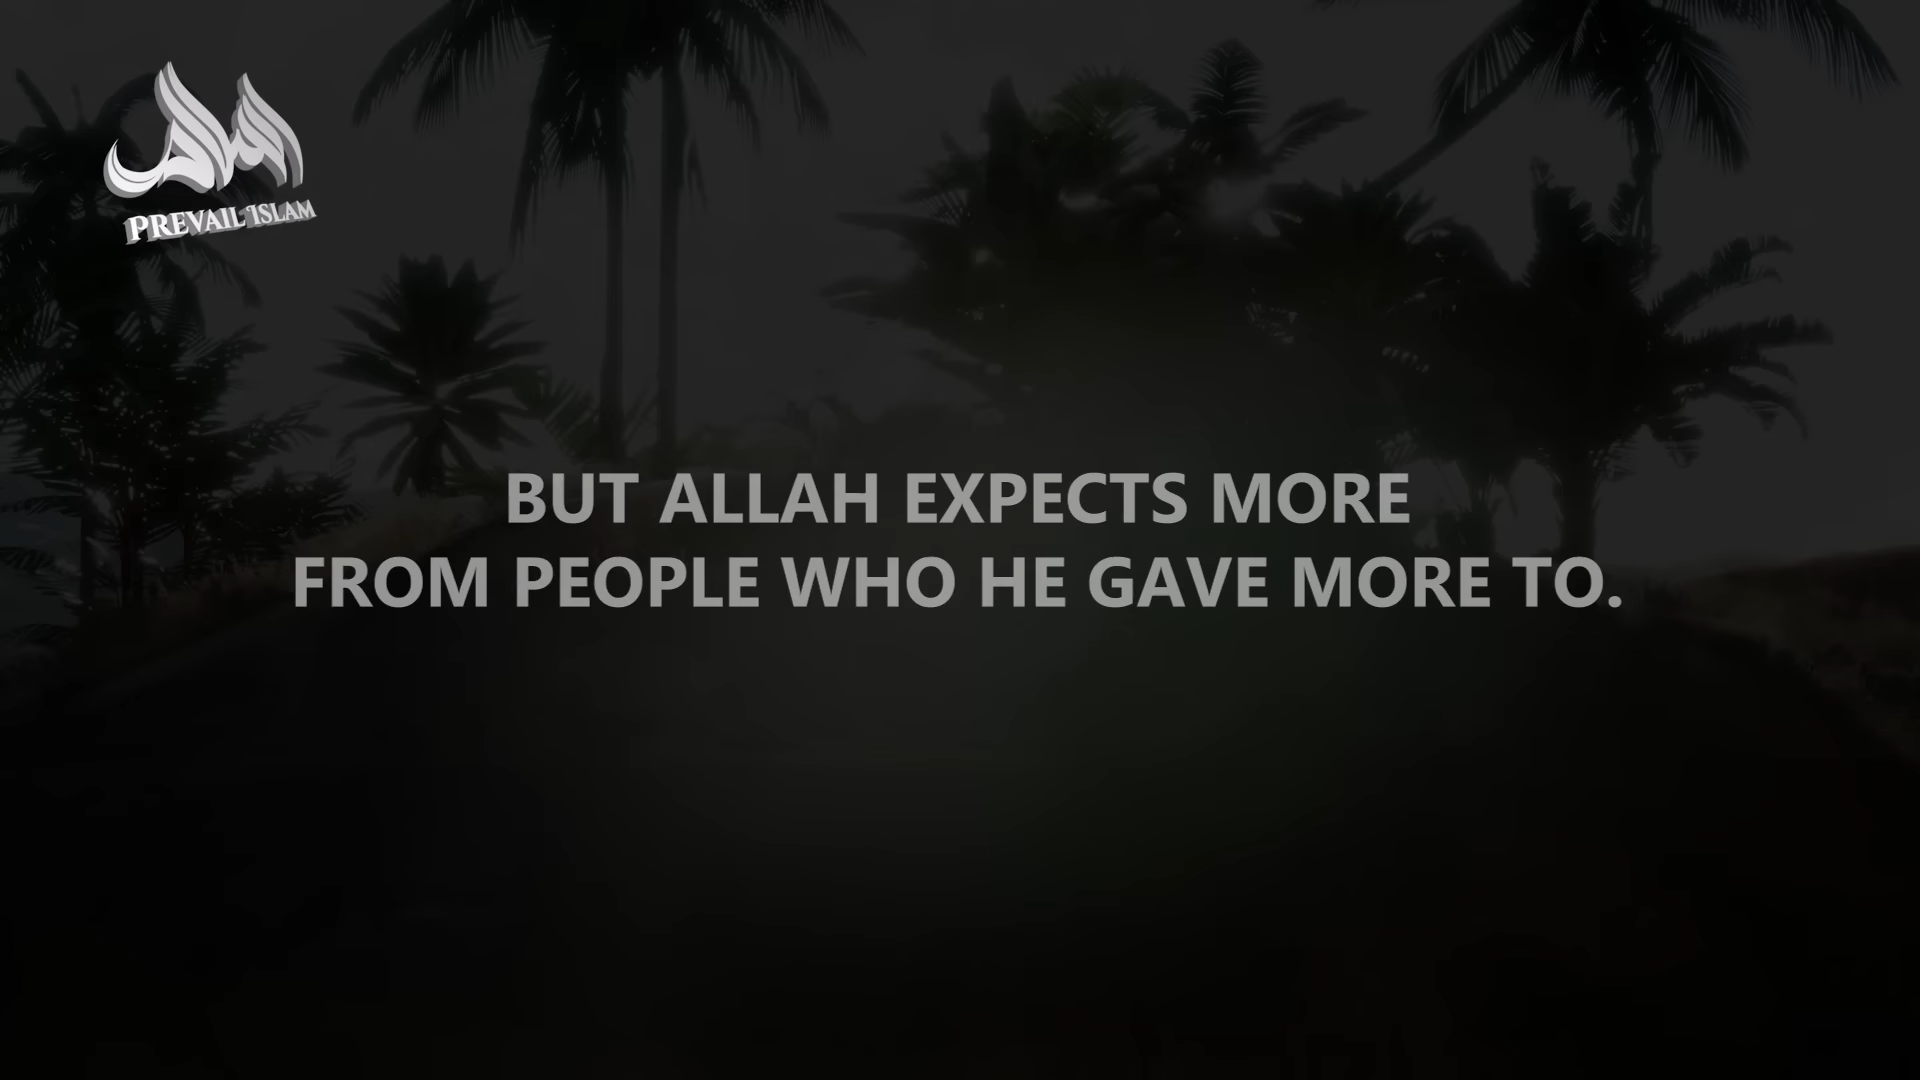 PREVAIL ISLAM
BUT ALLAH EXPECTS MORE
FROM PEOPLE WHO HE GAVE MORE TO.